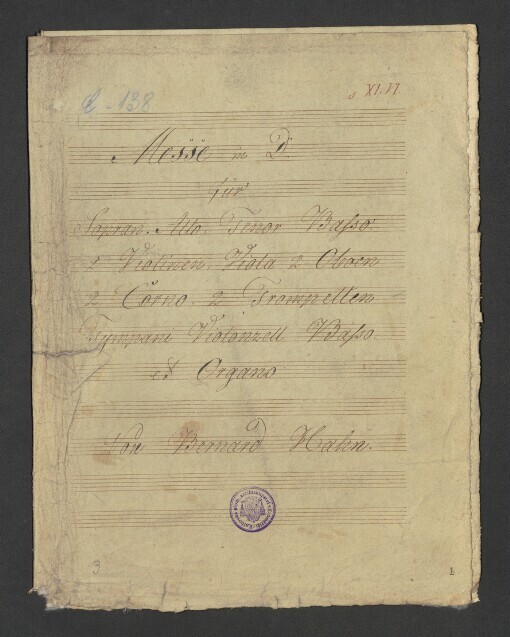 a - 138
XI. VI
Messe in D
für
Sopran. Alto. Tenor Basso.
2 Violinen. Viola 2 Oboen
2 Corno. 2 Trompetten
Tympani Violonzell Basso
et Organo
Von Bernard Hahn.
3
1